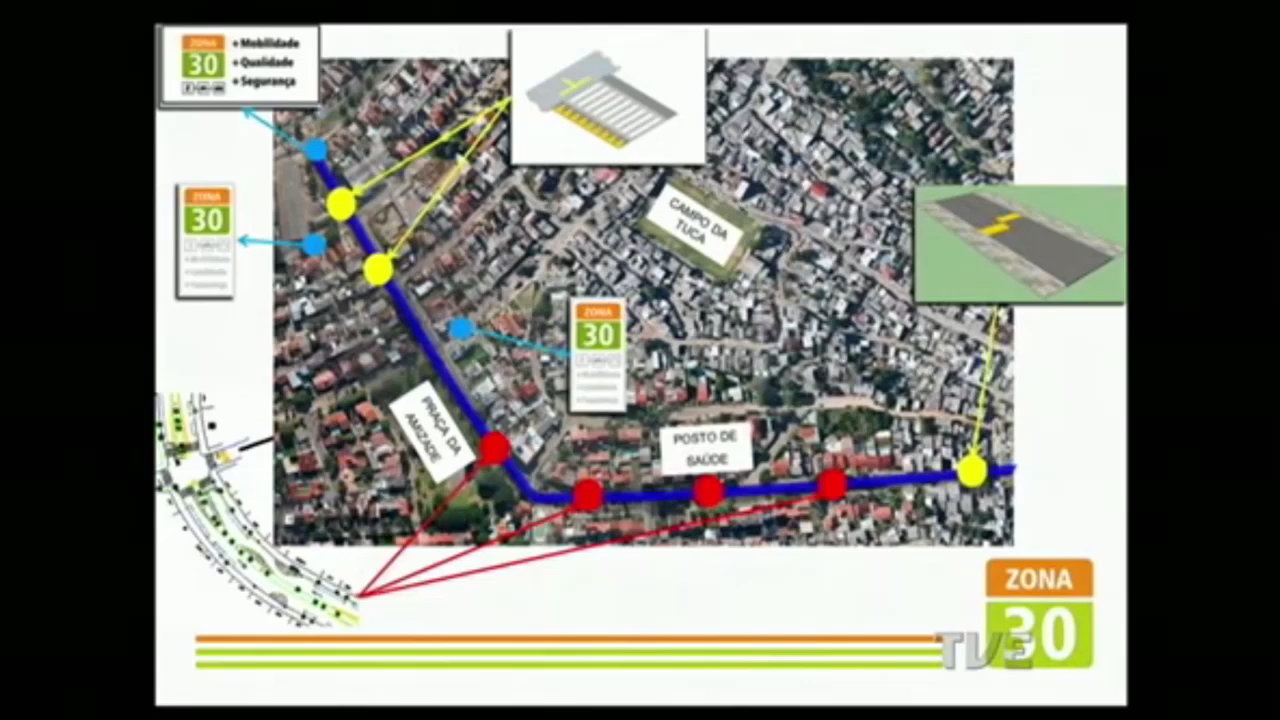 ZONA
30
+ Mobilidade
+ Qualidade
+ Segurança
ZONA
30
CAMPO DA
TUCA
ZONA
30
PRAÇA DA
AMIZADE
POSTO DE
SAÚDE
ZONA
30
TVE